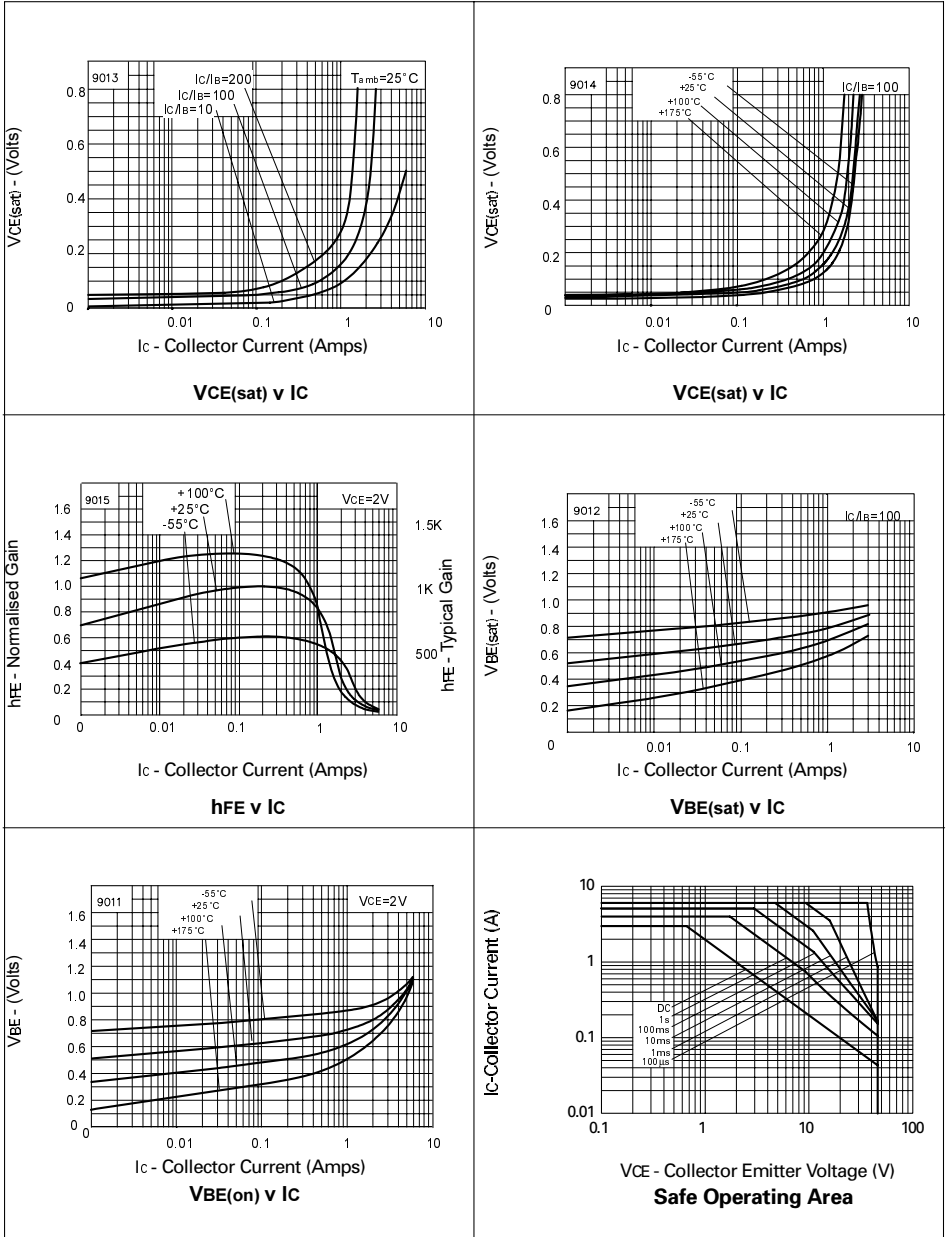 9013
IC/IB=200
IC/IB=100
IC/IB=10
Tamb=25°C
0.8
0.6
0.4
0.2
0
0.01
0.1
1
10
VCE(sat) - (Volts)
IC - Collector Current (Amps)
VCE(sat) v IC
9014
-55°C
+25°C
+100°C
+175°C
IC/IB=100
0.8
0.6
0.4
0.2
0
0.01
0.1
1
10
VCE(sat) - (Volts)
IC - Collector Current (Amps)
VCE(sat) v IC
9015
+100°C
+25°C
-55°C
VCE=2V
1.6
1.4
1.2
1.0
0.8
0.6
0.4
0.2
0
1.5K
1K
500
0
0.01
0.1
1
10
hFE - Normalised Gain
hFE - Typical Gain
IC - Collector Current (Amps)
hFE v IC
9012
-55°C
+25°C
+100°C
+175°C
IC/IB=100
1.6
1.4
1.2
1.0
0.8
0.6
0.4
0.2
0
0.01
0.1
1
10
VBE(sat) - (Volts)
IC - Collector Current (Amps)
VBE(sat) v IC
9011
-55°C
+25°C
+100°C
+175°C
VCE=2V
1.6
1.4
1.2
1.0
0.8
0.6
0.4
0.2
0
0
0.01
0.1
1
10
VBE - (Volts)
IC - Collector Current (Amps)
VBE(on) v IC
10
1
0.1
0.01
DC
1s
100ms
10ms
1ms
100µs
0.1
1
10
100
IC-Collector Current (A)
VCE - Collector Emitter Voltage (V)
Safe Operating Area